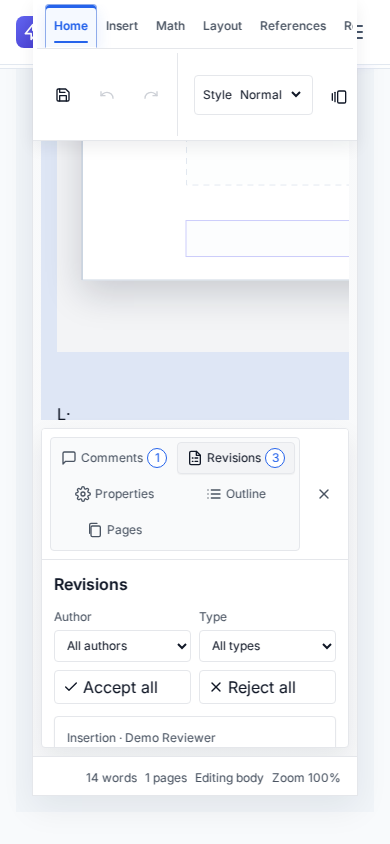 Home Insert Math Layout References
Style Normal
L:
Comments 1 Revisions 3
Properties Outline
Pages
Revisions
Author Type
All authors All types
Accept all Reject all
Insertion · Demo Reviewer
14 words 1 pages Editing body Zoom 100%